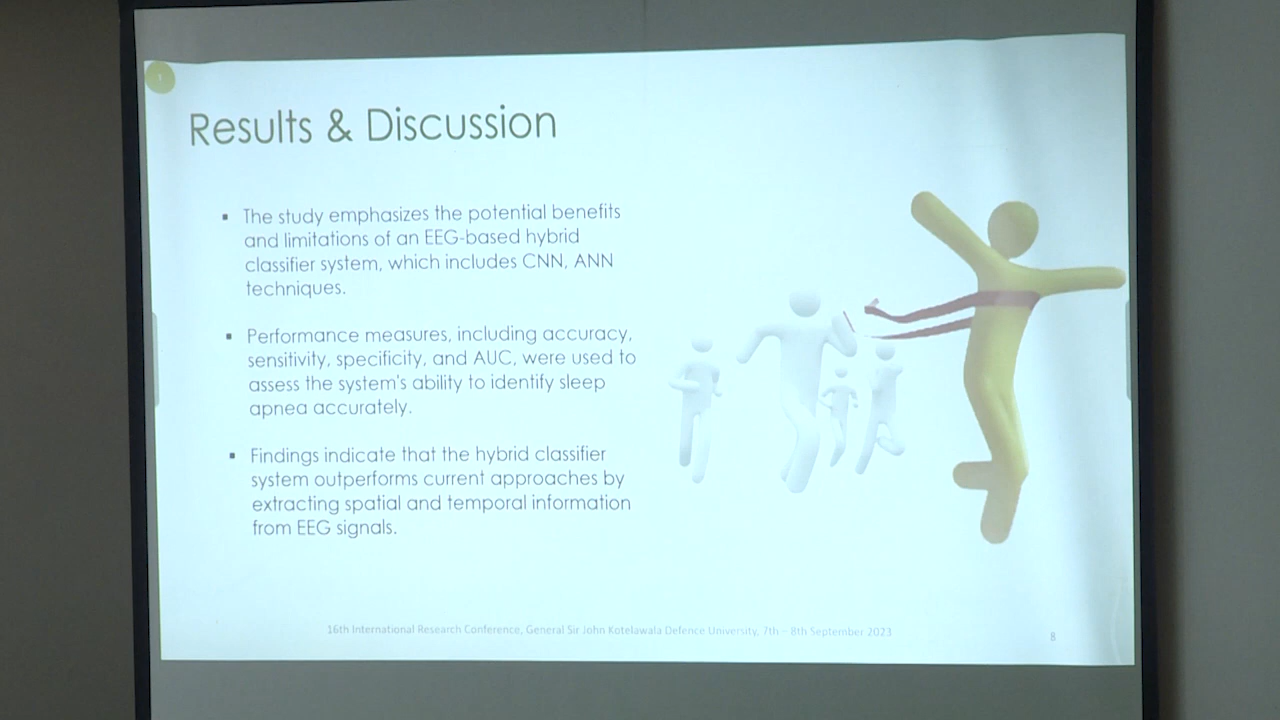 1
Results & Discussion
▪ The study emphasizes the potential benefits
and limitations of an EEG-based hybrid
classifier system, which includes CNN, ANN
techniques.
▪ Performance measures, including accuracy,
sensitivity, specificity, and AUC, were used to
assess the system's ability to identify sleep
apnea accurately.
▪ Findings indicate that the hybrid classifier
system outperforms current approaches by
extracting spatial and temporal information
from EEG signals.
16th International Research Conference, General Sir John Kotelawala Defence University, 7th – 8th September 2023
8